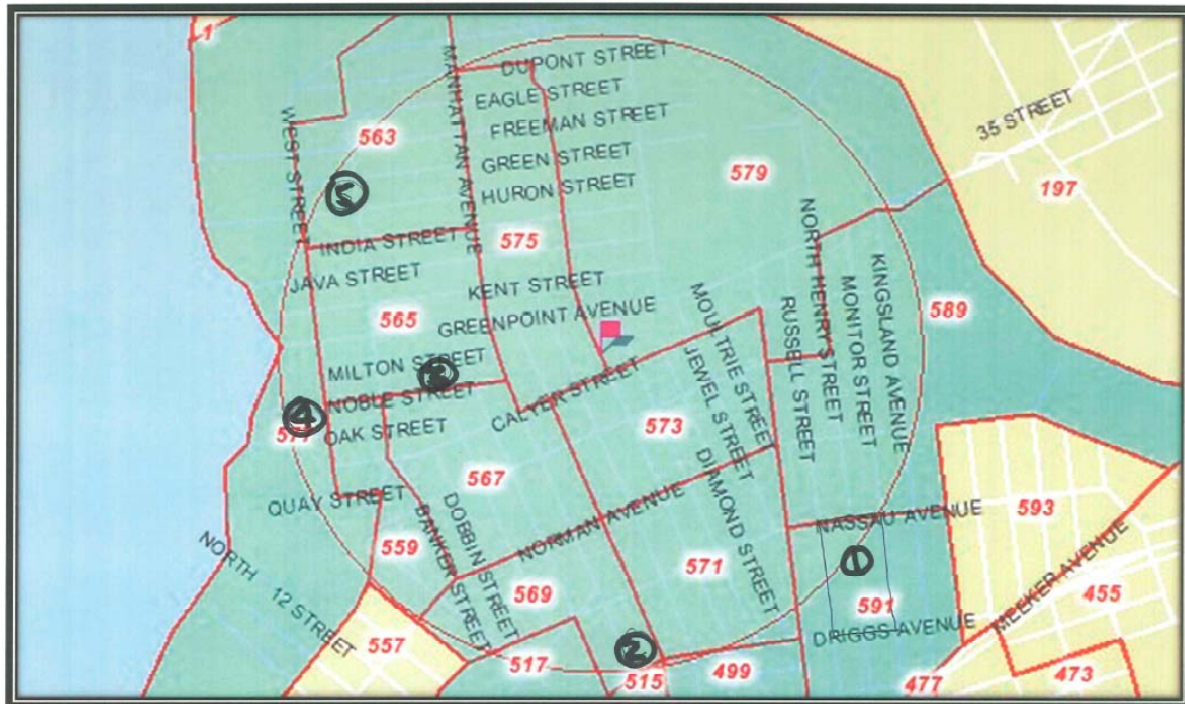 1
DUPONT STREET
MANHATTAN AVENUE
EAGLE STREET
35 STREET
WEST STREET
563
FREEMAN STREET
GREEN STREET
579
197
5
HURON STREET
INDIA STREET
575
NORTH HENRY STREET
KINGSLAND AVENUE
JAVA STREET
KENT STREET
MOULTRIE STREET
RUSSELL STREET
MONITOR STREET
589
565
GREENPOINT AVENUE
JEWEL STREET
MILTON STREET
3
NOBLE STREET
CALYER STREET
4
577
OAK STREET
573
567
DIAMOND STREET
QUAY STREET
BANKER STREET
DOBBIN STREET
NORMAN AVENUE
NASSAU AVENUE
593
MEEKER AVENUE
NORTH 12 STREET
559
1
571
569
591
455
557
2
DRIGGS AVENUE
517
515
499
477
473